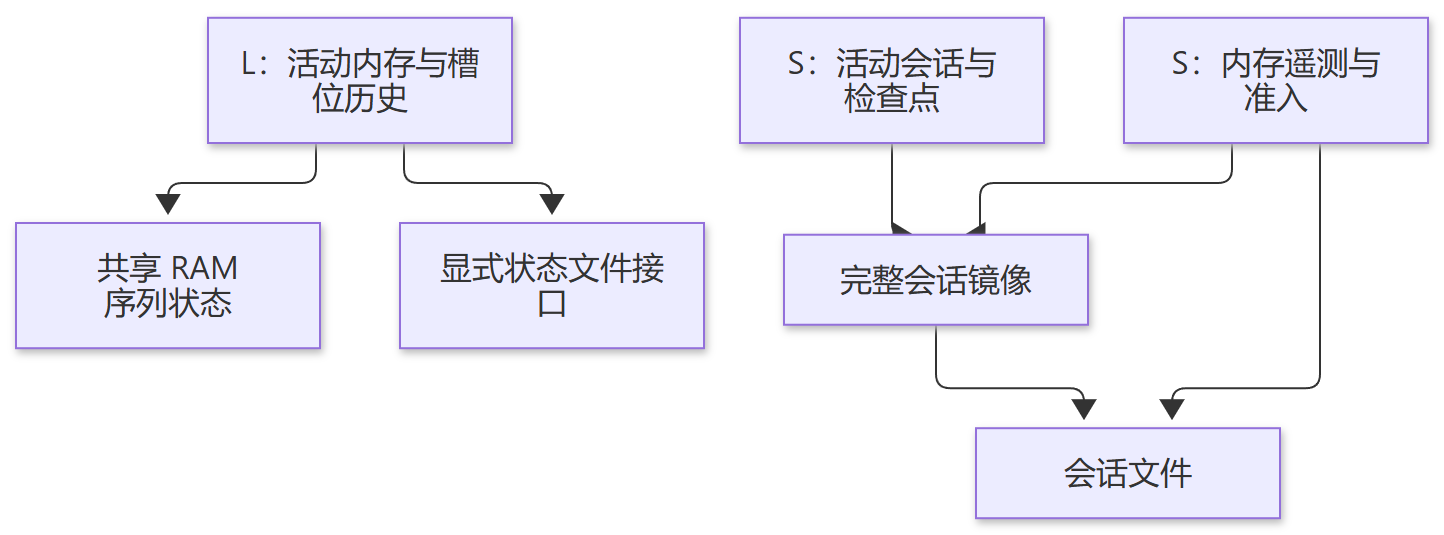 L：活动内存与槽
位历史
S：活动会话与
检查点
S：内存遥测与
准入
共享 RAM
序列状态
显式状态文件接
口
完整会话镜像
会话文件